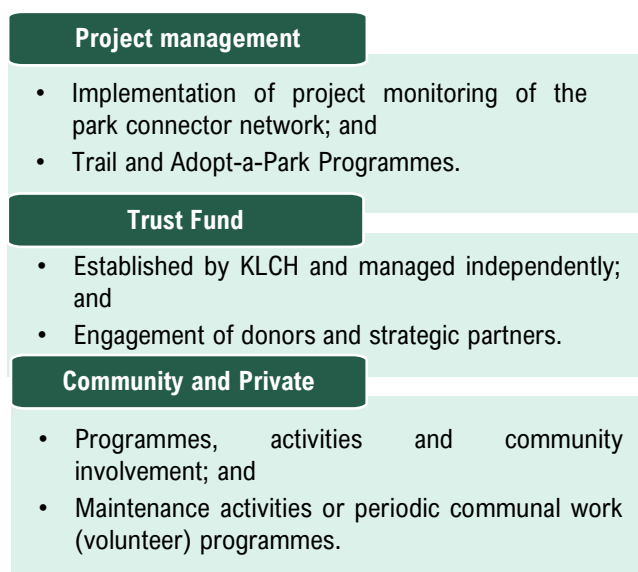 Project management
• Implementation of project monitoring of the
park connector network; and
• Trail and Adopt-a-Park Programmes.
Trust Fund
• Established by KLCH and managed independently;
and
• Engagement of donors and strategic partners.
Community and Private
• Programmes, activities and community
involvement; and
• Maintenance activities or periodic communal work
(volunteer) programmes.